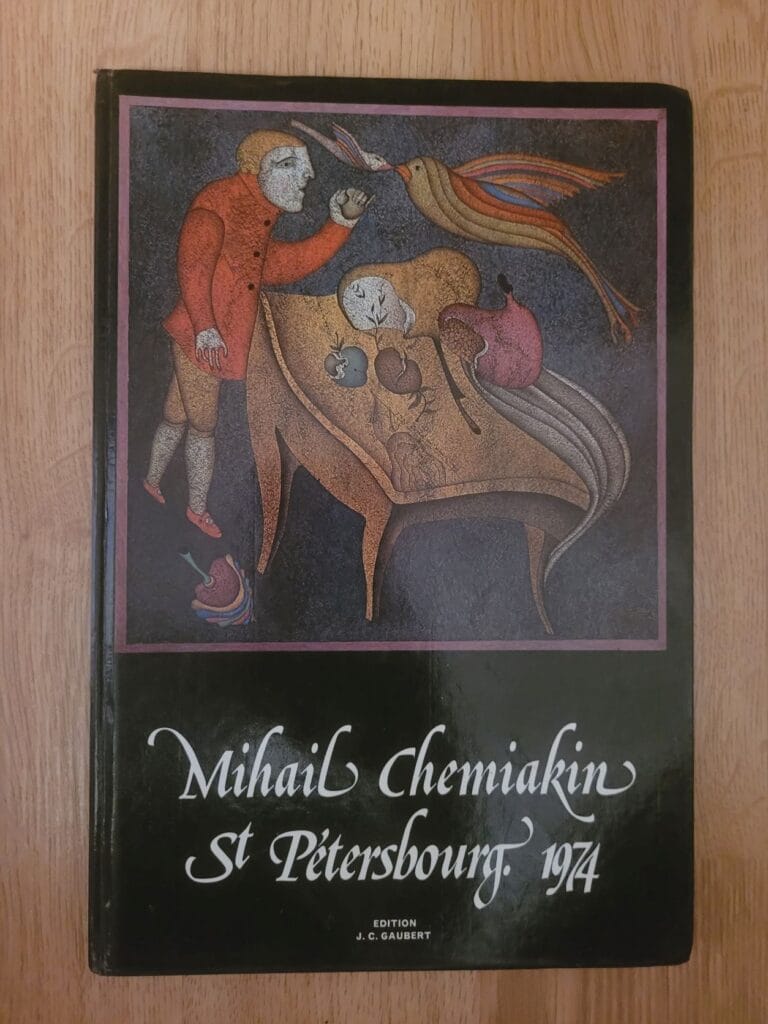 Mihail Chemiakin
St Pétersbourg. 1974
EDITION
J. C. GAUBERT